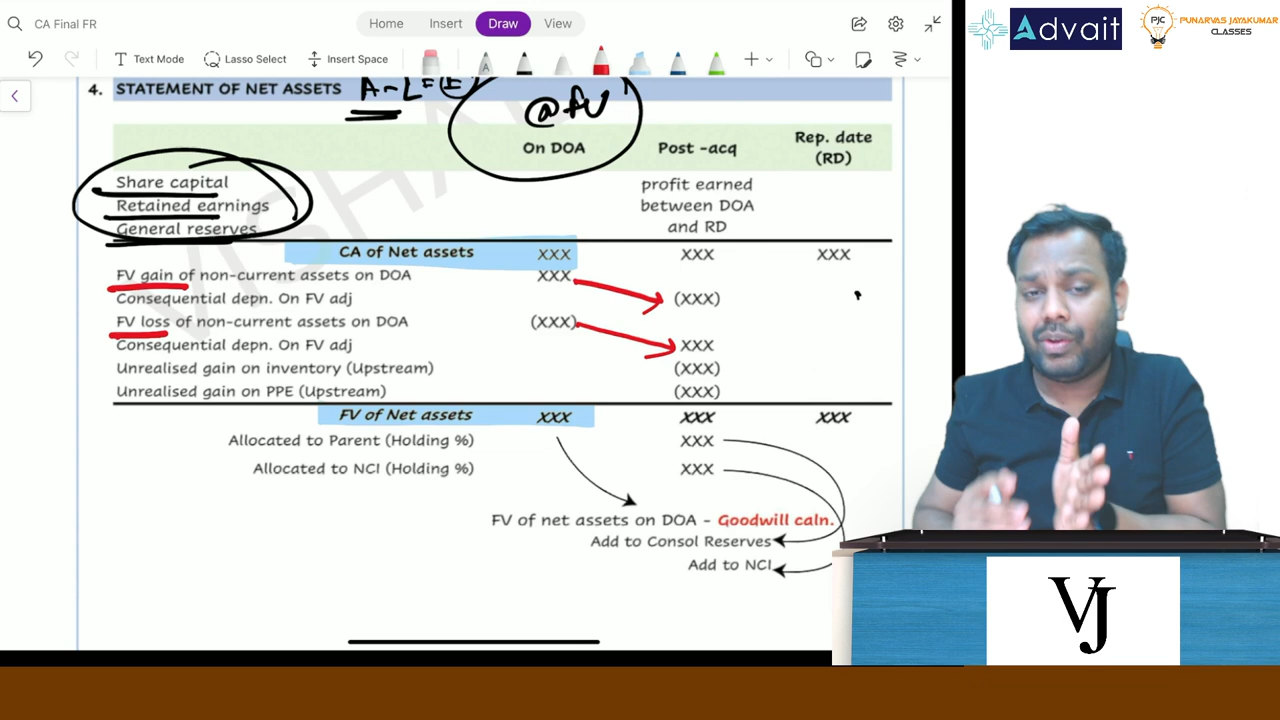 CA Final FR
Home Insert Draw View
Advait
PJC
PUNARVAS JAYAKUMAR
CLASSES
Text Mode Lasso Select Insert Space
4. STATEMENT OF NET ASSETS A - L = E
@ FV
On DOA Post -acq Rep. date
(RD)
Share capital profit earned
Retained earnings between DOA
General reserves and RD
CA of Net assets XXX XXX XXX
FV gain of non-current assets on DOA XXX
Consequential depn. On FV adj (XXX)
FV loss of non-current assets on DOA (XXX)
Consequential depn. On FV adj XXX
Unrealised gain on inventory (Upstream) (XXX)
Unrealised gain on PPE (Upstream) (XXX)
FV of Net assets XXX XXX XXX
Allocated to Parent (Holding %) XXX
Allocated to NCI (Holding %) XXX
FV of net assets on DOA - Goodwill caln.
Add to Consol Reserves
Add to NCI
VJ